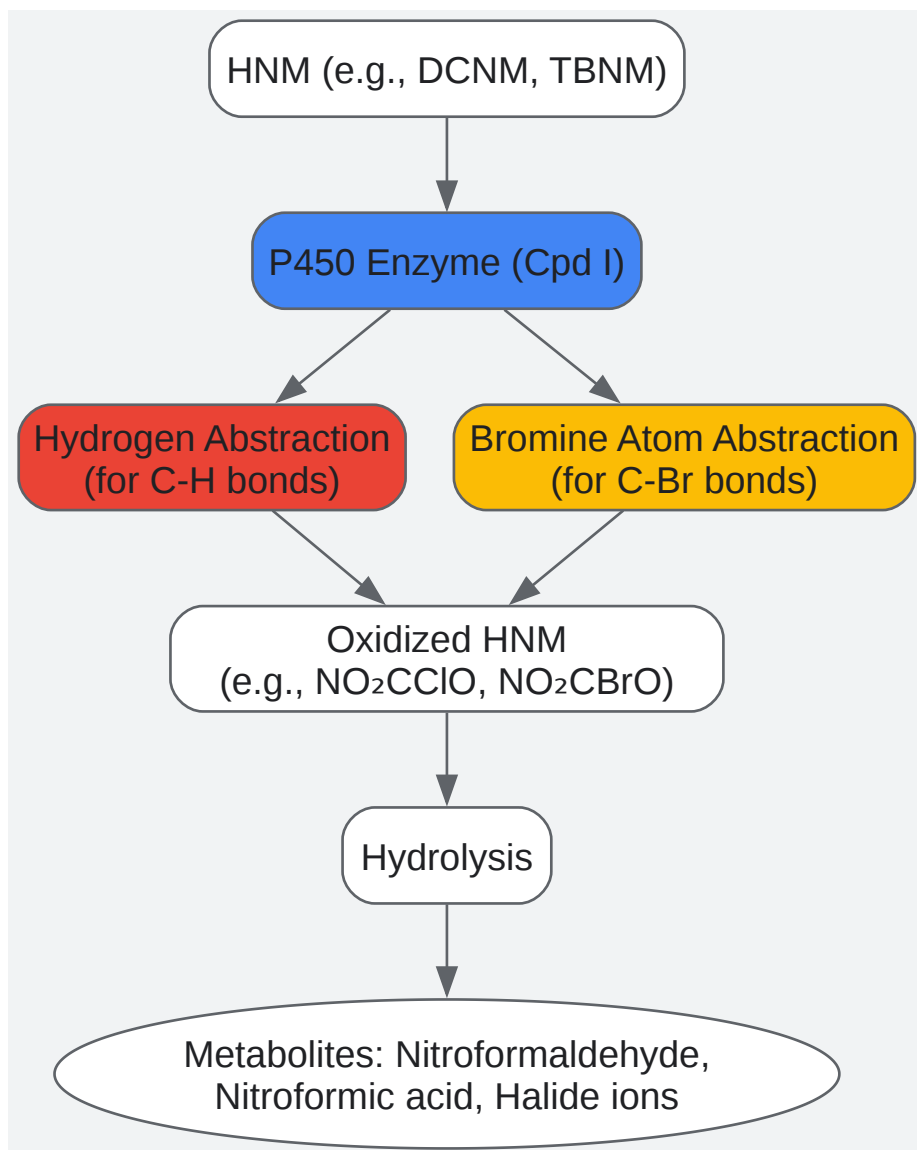 HNM (e.g., DCNM, TBNM)
P450 Enzyme (Cpd I)
Hydrogen Abstraction
(for C-H bonds)
Bromine Atom Abstraction
(for C-Br bonds)
Oxidized HNM
(e.g., NO₂CClO, NO₂CBrO)
Hydrolysis
Metabolites: Nitroformaldehyde,
Nitroformic acid, Halide ions